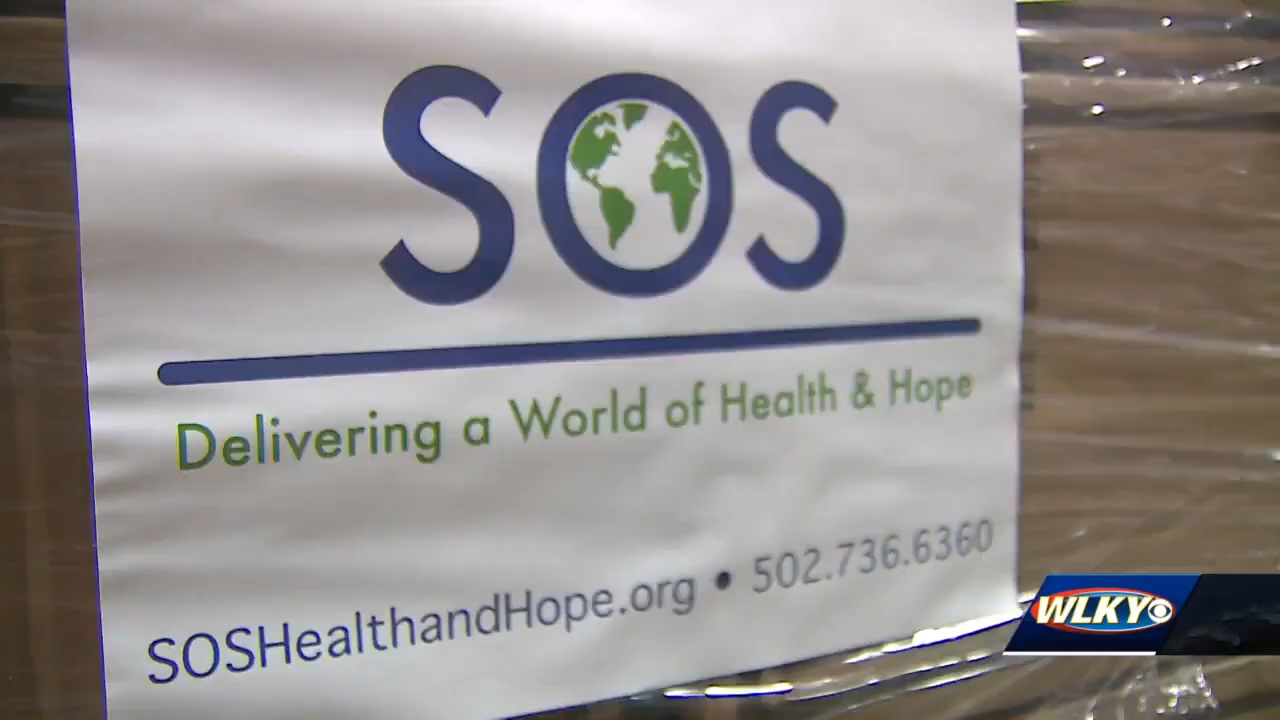 SOS
Delivering a World of Health & Hope
SOSHealthandHope.org • 502.736.6360
WLKY